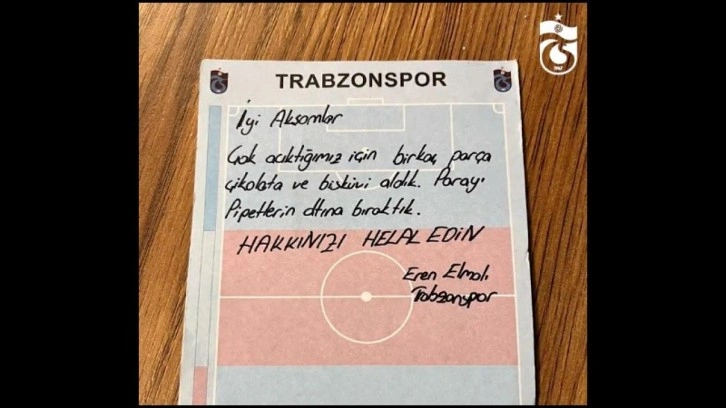 TRABZONSPOR
İyi Akşamlar
Çok acıktığımız için birkaç parça
çikolata ve bisküvi aldık. Parayı
Pipetlerin altına bıraktık.
HAKKINIZI HELAL EDİN
Eren Elmalı
Trabzonspor